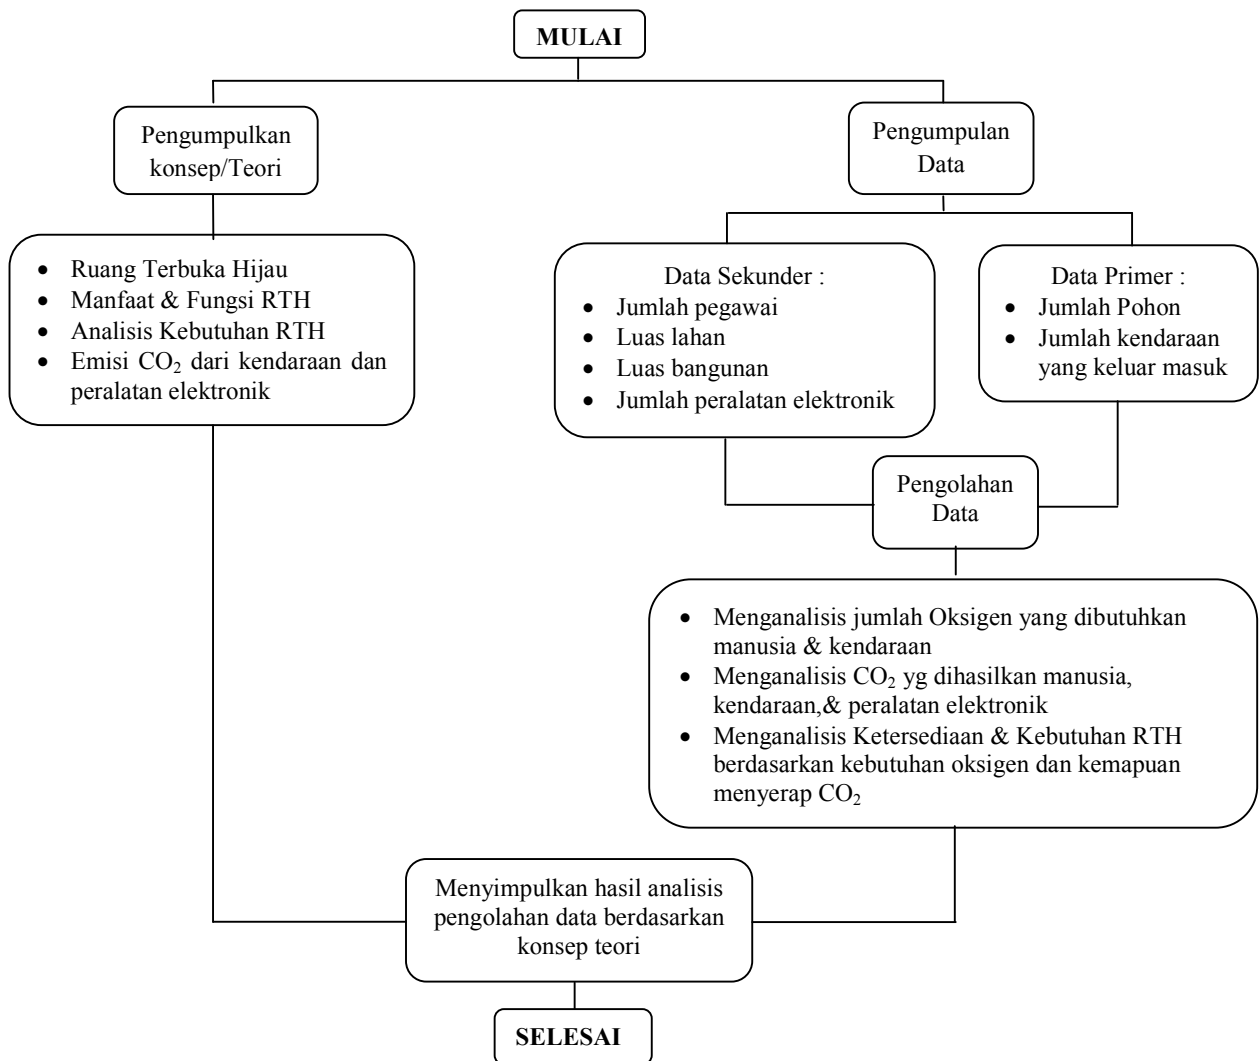 MULAI
Pengumpulkan
konsep/Teori
Pengumpulan
Data
• Ruang Terbuka Hijau
• Manfaat & Fungsi RTH
• Analisis Kebutuhan RTH
• Emisi CO₂ dari kendaraan dan
peralatan elektronik
Data Sekunder :
• Jumlah pegawai
• Luas lahan
• Luas bangunan
• Jumlah peralatan elektronik
Data Primer :
• Jumlah Pohon
• Jumlah kendaraan
yang keluar masuk
Pengolahan
Data
• Menganalisis jumlah Oksigen yang dibutuhkan
manusia & kendaraan
• Menganalisis CO₂ yg dihasilkan manusia,
kendaraan,& peralatan elektronik
• Menganalisis Ketersediaan & Kebutuhan RTH
berdasarkan kebutuhan oksigen dan kemapuan
menyerap CO₂
Menyimpulkan hasil analisis
pengolahan data berdasarkan
konsep teori
SELESAI